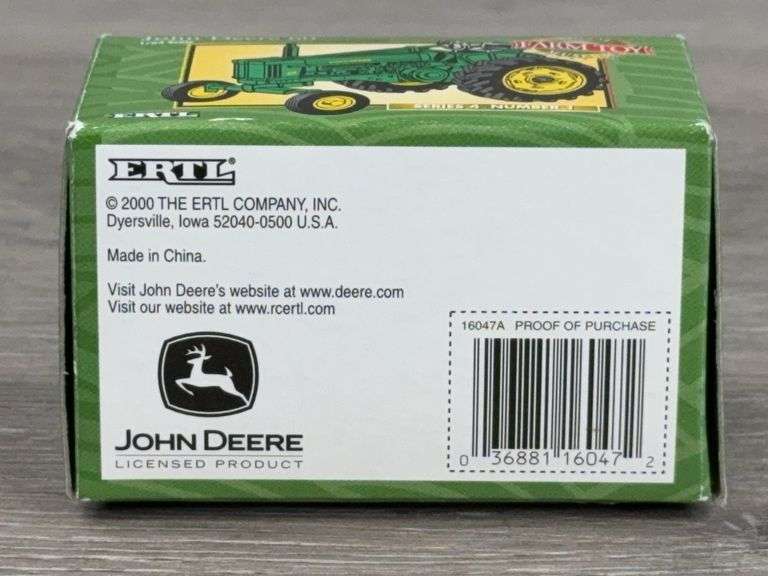 FARM TOY
SERIES 4 NUMBER
ERTL
ERTL®
© 2000 THE ERTL COMPANY, INC.
Dyersville, Iowa 52040-0500 U.S.A.
Made in China.
Visit John Deere's website at www.deere.com
Visit our website at www.rcertl.com
16047A PROOF OF PURCHASE
0 36881 16047 2
JOHN DEERE
LICENSED PRODUCT